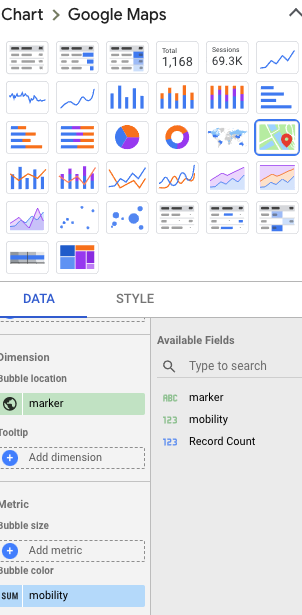 Chart > Google Maps
Total
1,168
Sessions
69.3K
DATA
STYLE
Dimension
Bubble location
marker
Tooltip
Add dimension
Metric
Bubble size
Add metric
Bubble color
SUM mobility
Available Fields
Type to search
ABC marker
123 mobility
123 Record Count